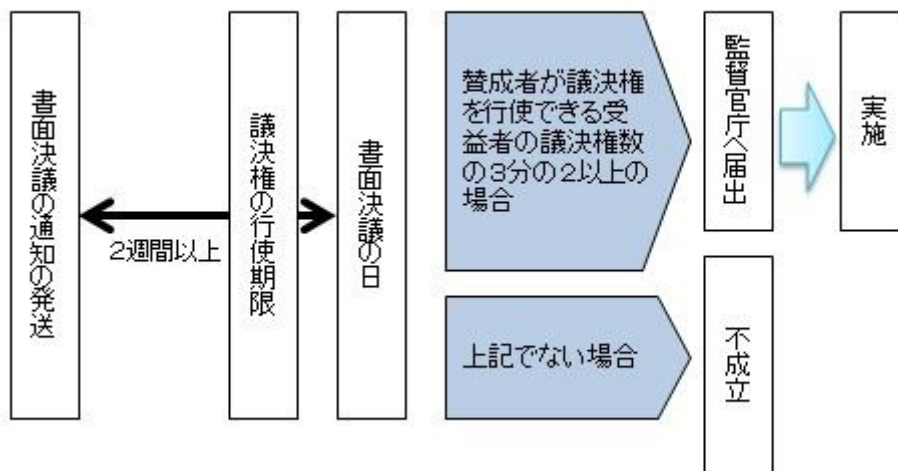 書面決議の通知の発送
2週間以上
議決権の行使期限
書面決議の日
賛成者が議決権
を行使できる受
益者の議決権数
の3分の2以上の
場合
監督官庁へ届出
実施
上記でない場合
不成立